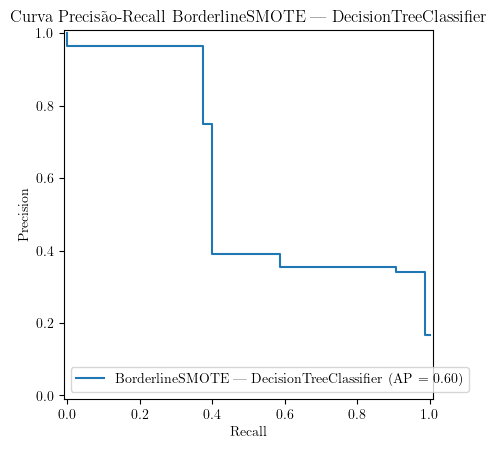 Curva Precisão-Recall BorderlineSMOTE — DecisionTreeClassifier
1.0
0.8
0.6
0.4
0.2
0.0
Precision
BorderlineSMOTE — DecisionTreeClassifier (AP = 0.60)
0.0 0.2 0.4 0.6 0.8 1.0
Recall